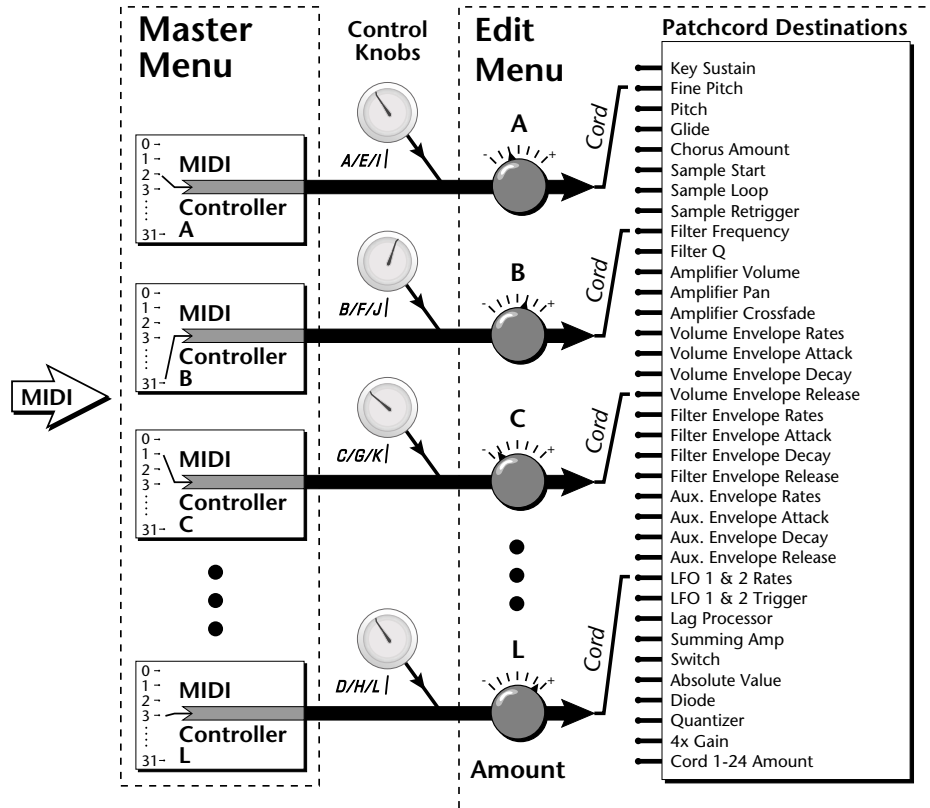 Master
Menu
Control
Knobs
Edit
Menu
Patchcord Destinations
MIDI
0
1
2
3
31
MIDI
Controller
A
A/E/I
A
- +
Cord
0
1
2
3
31
MIDI
Controller
B
B/F/J
B
- +
Cord
0
1
2
3
31
MIDI
Controller
C
C/G/K
C
- +
Cord
0
1
2
3
31
MIDI
Controller
L
D/H/L
L
- +
Cord
Amount
Key Sustain
Fine Pitch
Pitch
Glide
Chorus Amount
Sample Start
Sample Loop
Sample Retrigger
Filter Frequency
Filter Q
Amplifier Volume
Amplifier Pan
Amplifier Crossfade
Volume Envelope Rates
Volume Envelope Attack
Volume Envelope Decay
Volume Envelope Release
Filter Envelope Rates
Filter Envelope Attack
Filter Envelope Decay
Filter Envelope Release
Aux. Envelope Rates
Aux. Envelope Attack
Aux. Envelope Decay
Aux. Envelope Release
LFO 1 & 2 Rates
LFO 1 & 2 Trigger
Lag Processor
Summing Amp
Switch
Absolute Value
Diode
Quantizer
4x Gain
Cord 1-24 Amount